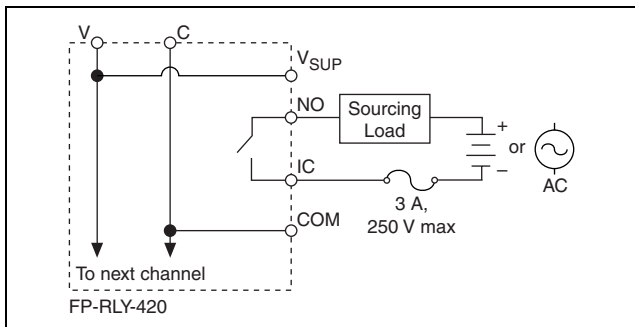 V
C
VSUP
NO
Sourcing
Load
+
or
–
AC
IC
3 A,
250 V max
COM
To next channel
FP-RLY-420